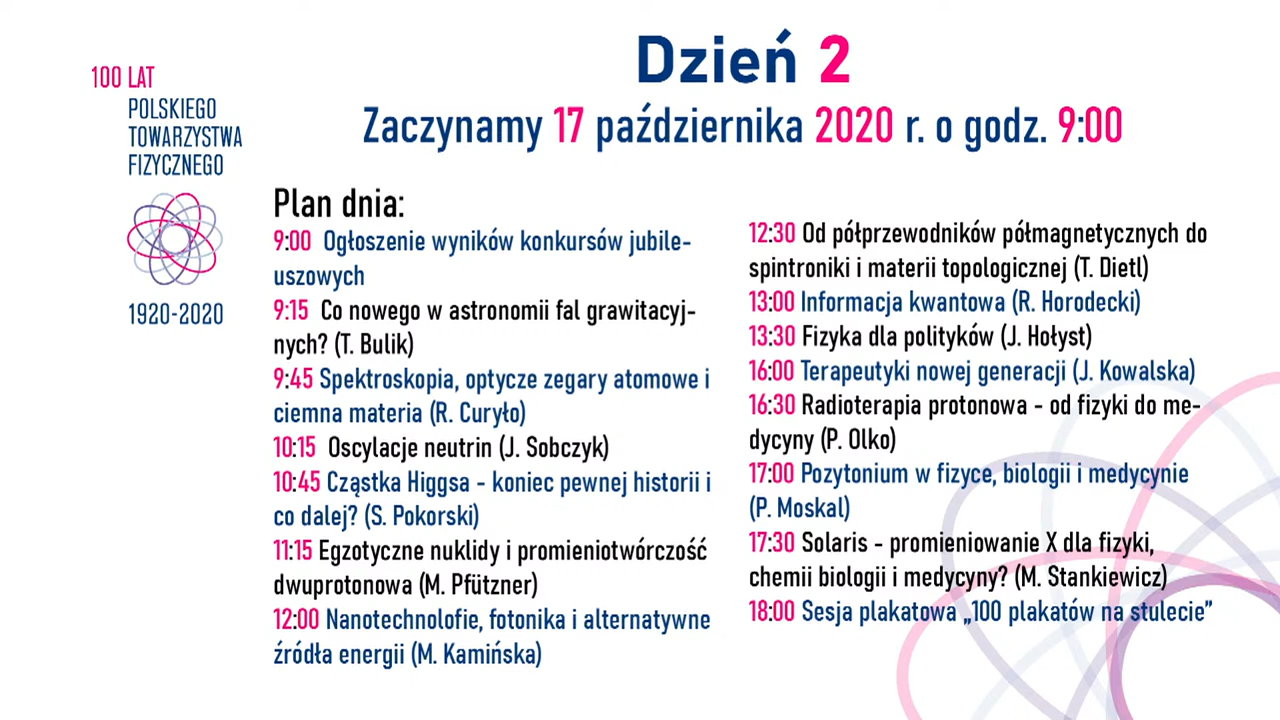 100 LAT
POLSKIEGO
TOWARZYSTWA
FIZYCZNEGO
1920-2020
Dzień 2
Zaczynamy 17 października 2020 r. o godz. 9:00
Plan dnia:
9:00 Ogłoszenie wyników konkursów jubile-
uszowych
9:15 Co nowego w astronomii fal grawitacyj-
nych? (T. Bulik)
9:45 Spektroskopia, optycze zegary atomowe i
ciemna materia (R. Curyło)
10:15 Oscylacje neutrin (J. Sobczyk)
10:45 Cząstka Higgsa - koniec pewnej historii i
co dalej? (S. Pokorski)
11:15 Egzotyczne nuklidy i promieniotwórczość
dwuprotonowa (M. Pfützner)
12:00 Nanotechnolofie, fotonika i alternatywne
źródła energii (M. Kamińska)
12:30 Od półprzewodników półmagnetycznych do
spintroniki i materii topologicznej (T. Dietl)
13:00 Informacja kwantowa (R. Horodecki)
13:30 Fizyka dla polityków (J. Hołyst)
16:00 Terapeutyki nowej generacji (J. Kowalska)
16:30 Radioterapia protonowa - od fizyki do me-
dycyny (P. Olko)
17:00 Pozytonium w fizyce, biologii i medycynie
(P. Moskal)
17:30 Solaris - promieniowanie X dla fizyki,
chemii biologii i medycyny? (M. Stankiewicz)
18:00 Sesja plakatowa „100 plakatów na stulecie”